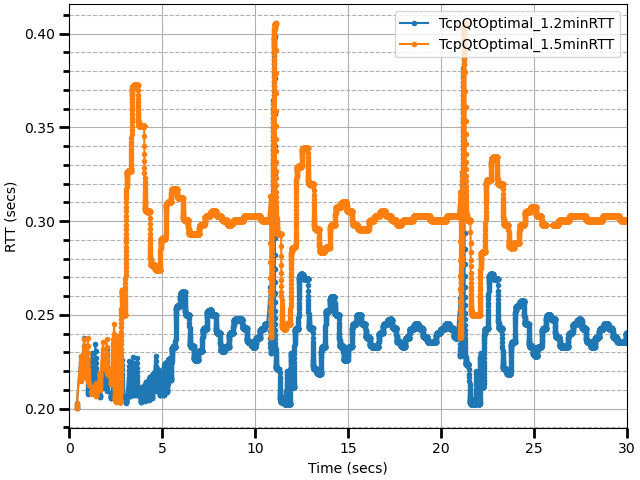 TcpQtOptimal_1.2minRTT
TcpQtOptimal_1.5minRTT
0.40
0.35
0.30
0.25
0.20
RTT (secs)
0 5 10 15 20 25 30
Time (secs)